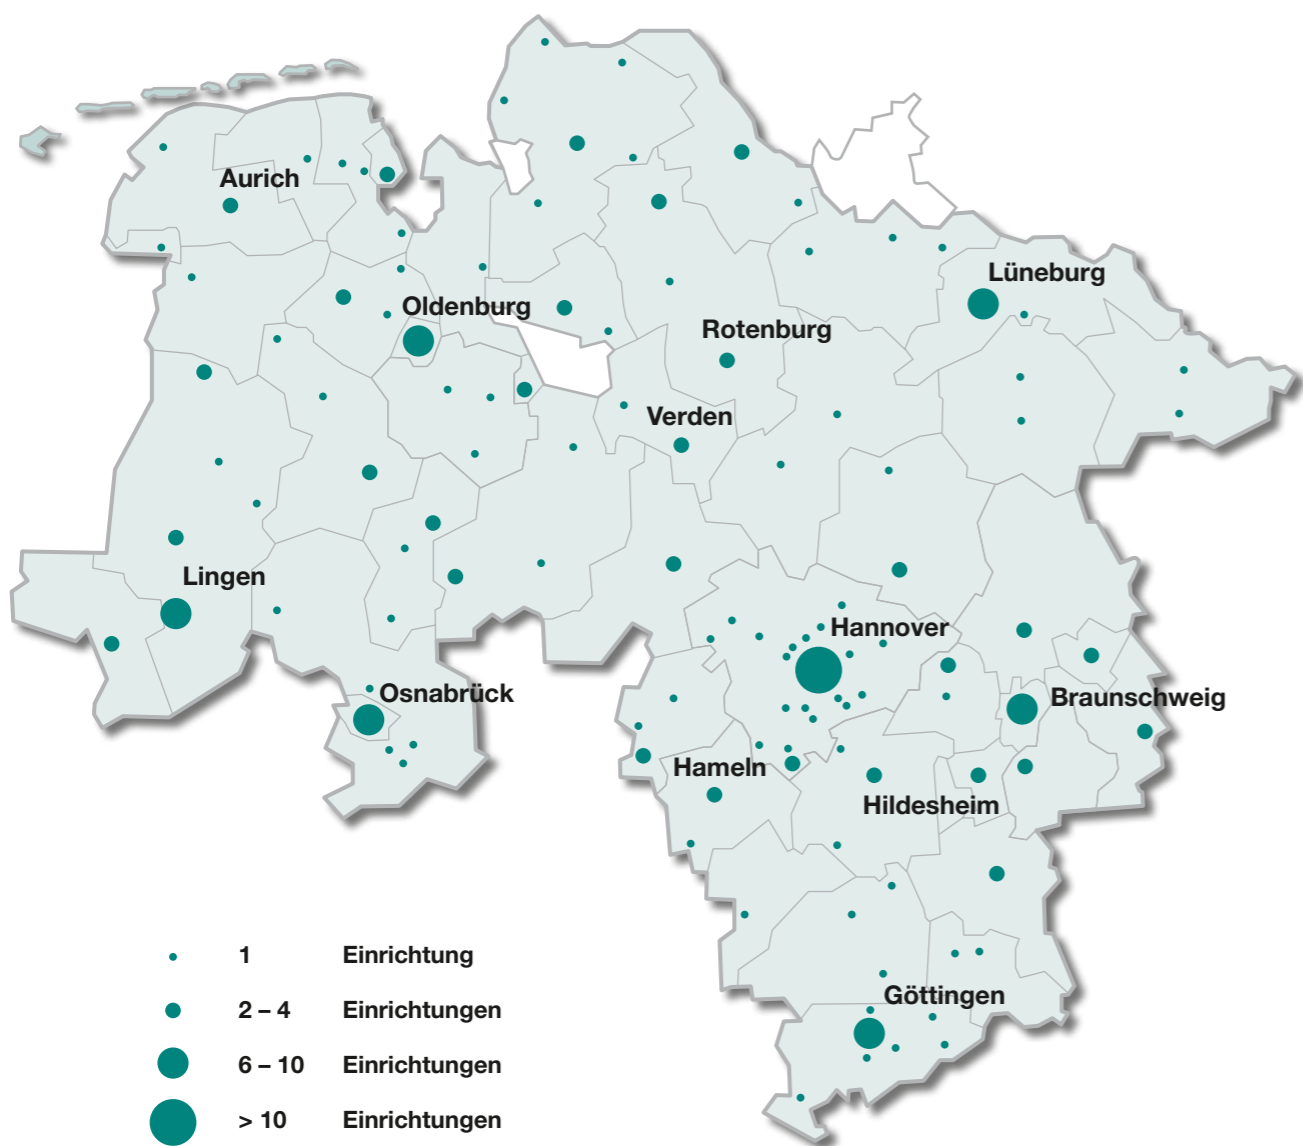 Aurich
Lüneburg
Oldenburg
Rotenburg
Verden
Lingen
Hannover
Osnabrück
Braunschweig
Hameln
Hildesheim
Göttingen
1 Einrichtung
2 – 4 Einrichtungen
6 – 10 Einrichtungen
> 10 Einrichtungen